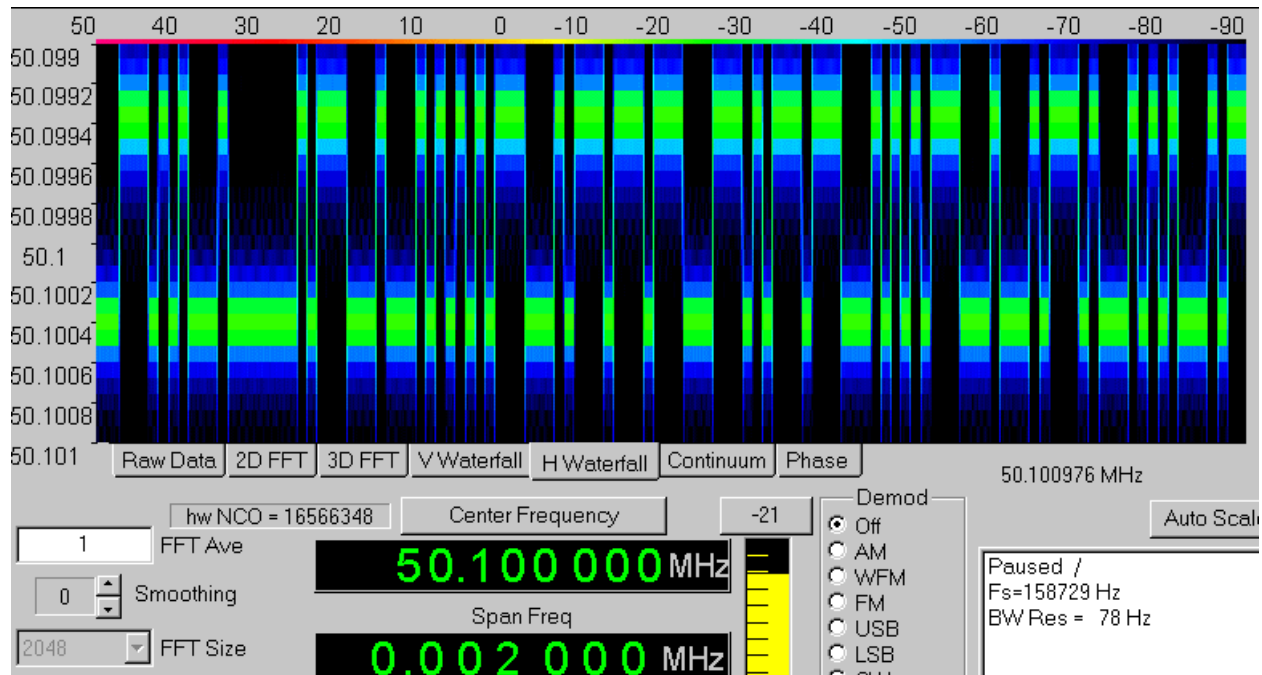 50 40 30 20 10 0 -10 -20 -30 -40 -50 -60 -70 -80 -90
50.099
50.0992
50.0994
50.0996
50.0998
50.1
50.1002
50.1004
50.1006
50.1008
50.101
Raw Data 2D FFT 3D FFT V Waterfall H Waterfall Continuum Phase
50.100976 MHz
hw NCO = 16566348
Center Frequency
-21
Demod
Off
AM
WFM
FM
USB
LSB
Auto Scal
1 FFT Ave
50.100 000 MHz
0 Smoothing
Span Freq
2048 FFT Size
0.002 000 MHz
Paused /
Fs=158729 Hz
BW Res = 78 Hz